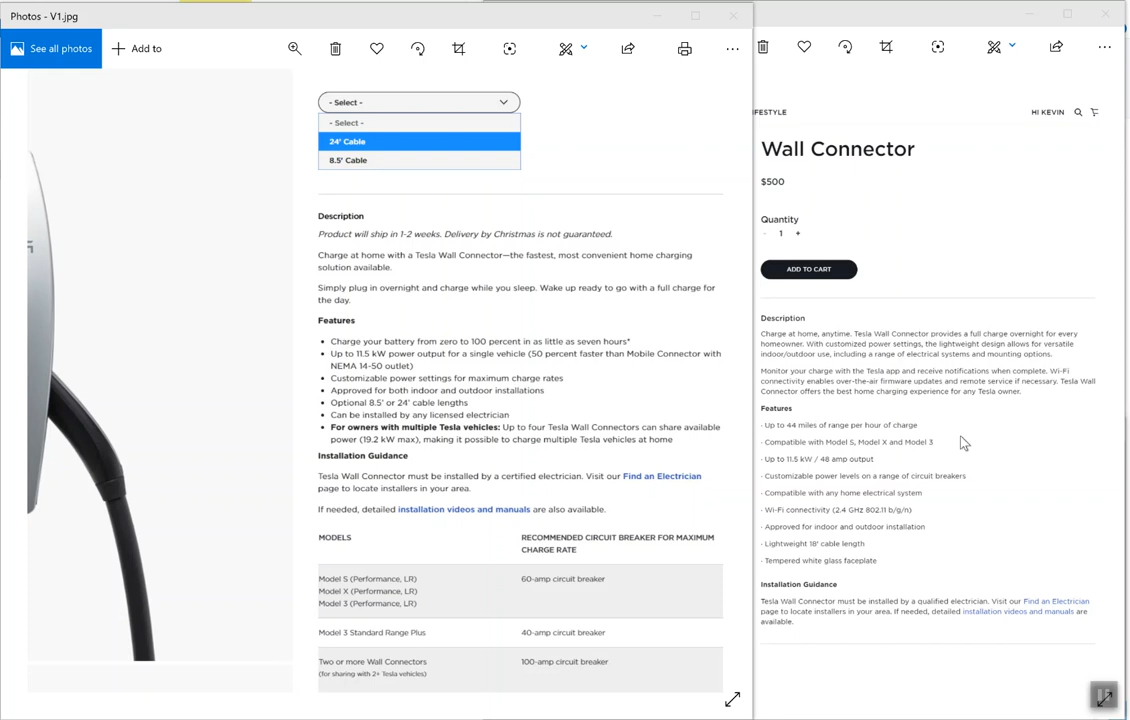 Photos - V1.jpg
See all photos
Add to
- Select -
- Select -
24' Cable
8.5' Cable
Description
Product will ship in 1-2 weeks. Delivery by Christmas is not guaranteed.
Charge at home with a Tesla Wall Connector—the fastest, most convenient home charging
solution available.
Simply plug in overnight and charge while you sleep. Wake up ready to go with a full charge for
the day.
Features
• Charge your battery from zero to 100 percent in as little as seven hours*
• Up to 11.5 kW power output for a single vehicle (50 percent faster than Mobile Connector with
NEMA 14-50 outlet)
• Customizable power settings for maximum charge rates
• Approved for both indoor and outdoor installations
• Optional 8.5' or 24' cable lengths
• Can be installed by any licensed electrician
• For owners with multiple Tesla vehicles: Up to four Tesla Wall Connectors can share available
power (19.2 kW max), making it possible to charge multiple Tesla vehicles at home
Installation Guidance
Tesla Wall Connector must be installed by a certified electrician. Visit our Find an Electrician
page to locate installers in your area.
If needed, detailed installation videos and manuals are also available.
MODELS
RECOMMENDED CIRCUIT BREAKER FOR MAXIMUM
CHARGE RATE
Model S (Performance, LR)
Model X (Performance, LR)
Model 3 (Performance, LR)
60-amp circuit breaker
Model 3 Standard Range Plus
40-amp circuit breaker
Two or more Wall Connectors
(for sharing with 2+ Tesla vehicles)
100-amp circuit breaker
IFESTYLE
HI KEVIN
Wall Connector
$500
Quantity
- 1 +
ADD TO CART
Description
Charge at home, anytime. Tesla Wall Connector provides a full charge overnight for every
homeowner. With customized power settings, the lightweight design allows for versatile
indoor/outdoor use, including a range of electrical systems and mounting options.
Monitor your charge with the Tesla app and receive notifications when complete. Wi-Fi
connectivity enables over-the-air firmware updates and remote service if necessary. Tesla Wall
Connector offers the best home charging experience for any Tesla owner.
Features
· Up to 44 miles of range per hour of charge
· Compatible with Model S, Model X and Model 3
· Up to 11.5 kW / 48 amp output
· Customizable power levels on a range of circuit breakers
· Compatible with any home electrical system
· Wi-Fi connectivity (2.4 GHz 802.11 b/g/n)
· Approved for indoor and outdoor installation
· Lightweight 18' cable length
· Tempered white glass faceplate
Installation Guidance
Tesla Wall Connector must be installed by a qualified electrician. Visit our Find an Electrician
page to locate installers in your area. If needed, detailed installation videos and manuals are
available.